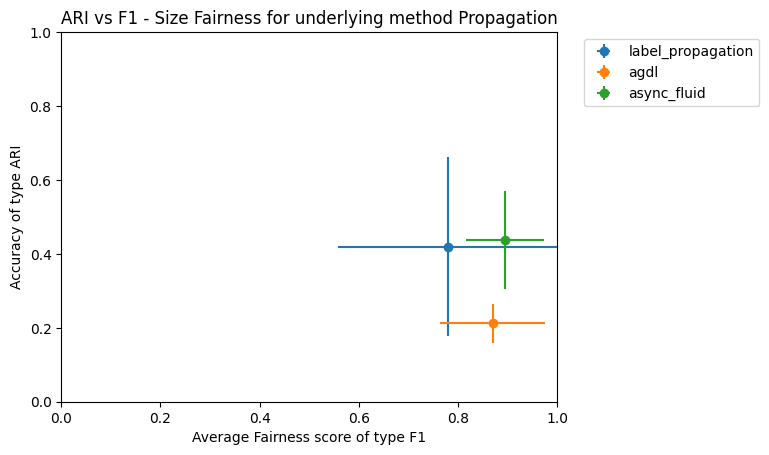 ARI vs F1 - Size Fairness for underlying method Propagation
label_propagation
agdl
async_fluid
Accuracy of type ARI
1.0
0.8
0.6
0.4
0.2
0.0
0.0 0.2 0.4 0.6 0.8 1.0
Average Fairness score of type F1